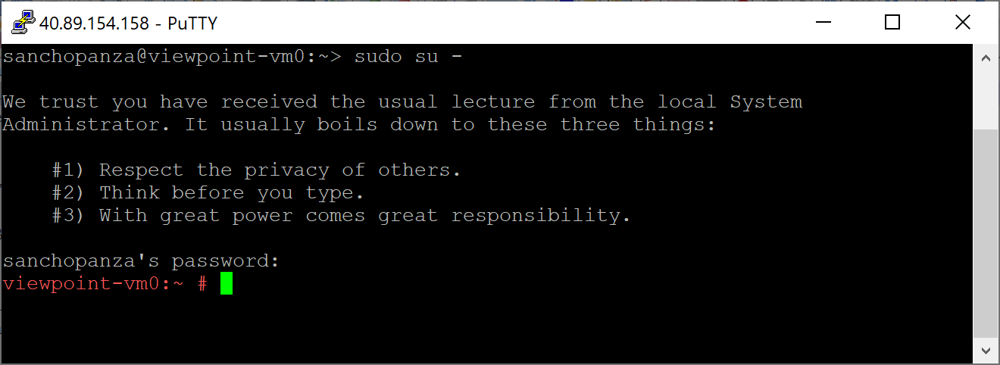 40.89.154.158 - PuTTY
sanchopanza@viewpoint-vm0:~> sudo su -
We trust you have received the usual lecture from the local System
Administrator. It usually boils down to these three things:
#1) Respect the privacy of others.
#2) Think before you type.
#3) With great power comes great responsibility.
sanchopanza's password:
viewpoint-vm0:~ #